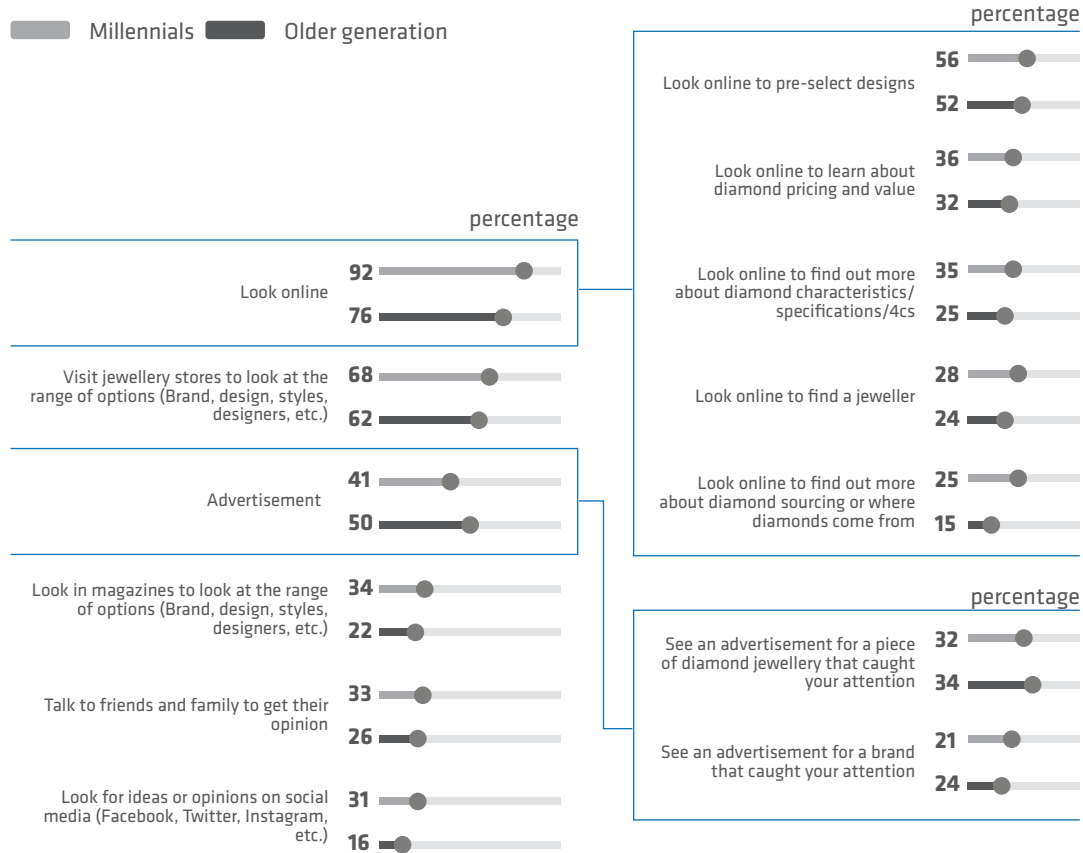 Millennials
Older generation
percentage
Look online
92
76
Visit jewellery stores to look at the
range of options (Brand, design, styles,
designers, etc.)
68
62
Advertisement
41
50
Look in magazines to look at the range
of options (Brand, design, styles,
designers, etc.)
34
22
Talk to friends and family to get their
opinion
33
26
Look for ideas or opinions on social
media (Facebook, Twitter, Instagram,
etc.)
31
16
percentage
Look online to pre-select designs
56
52
Look online to learn about
diamond pricing and value
36
32
Look online to find out more
about diamond characteristics/
specifications/4cs
35
25
Look online to find a jeweller
28
24
Look online to find out more
about diamond sourcing or where
diamonds come from
25
15
percentage
See an advertisement for a piece
of diamond jewellery that caught
your attention
32
34
See an advertisement for a brand
that caught your attention
21
24